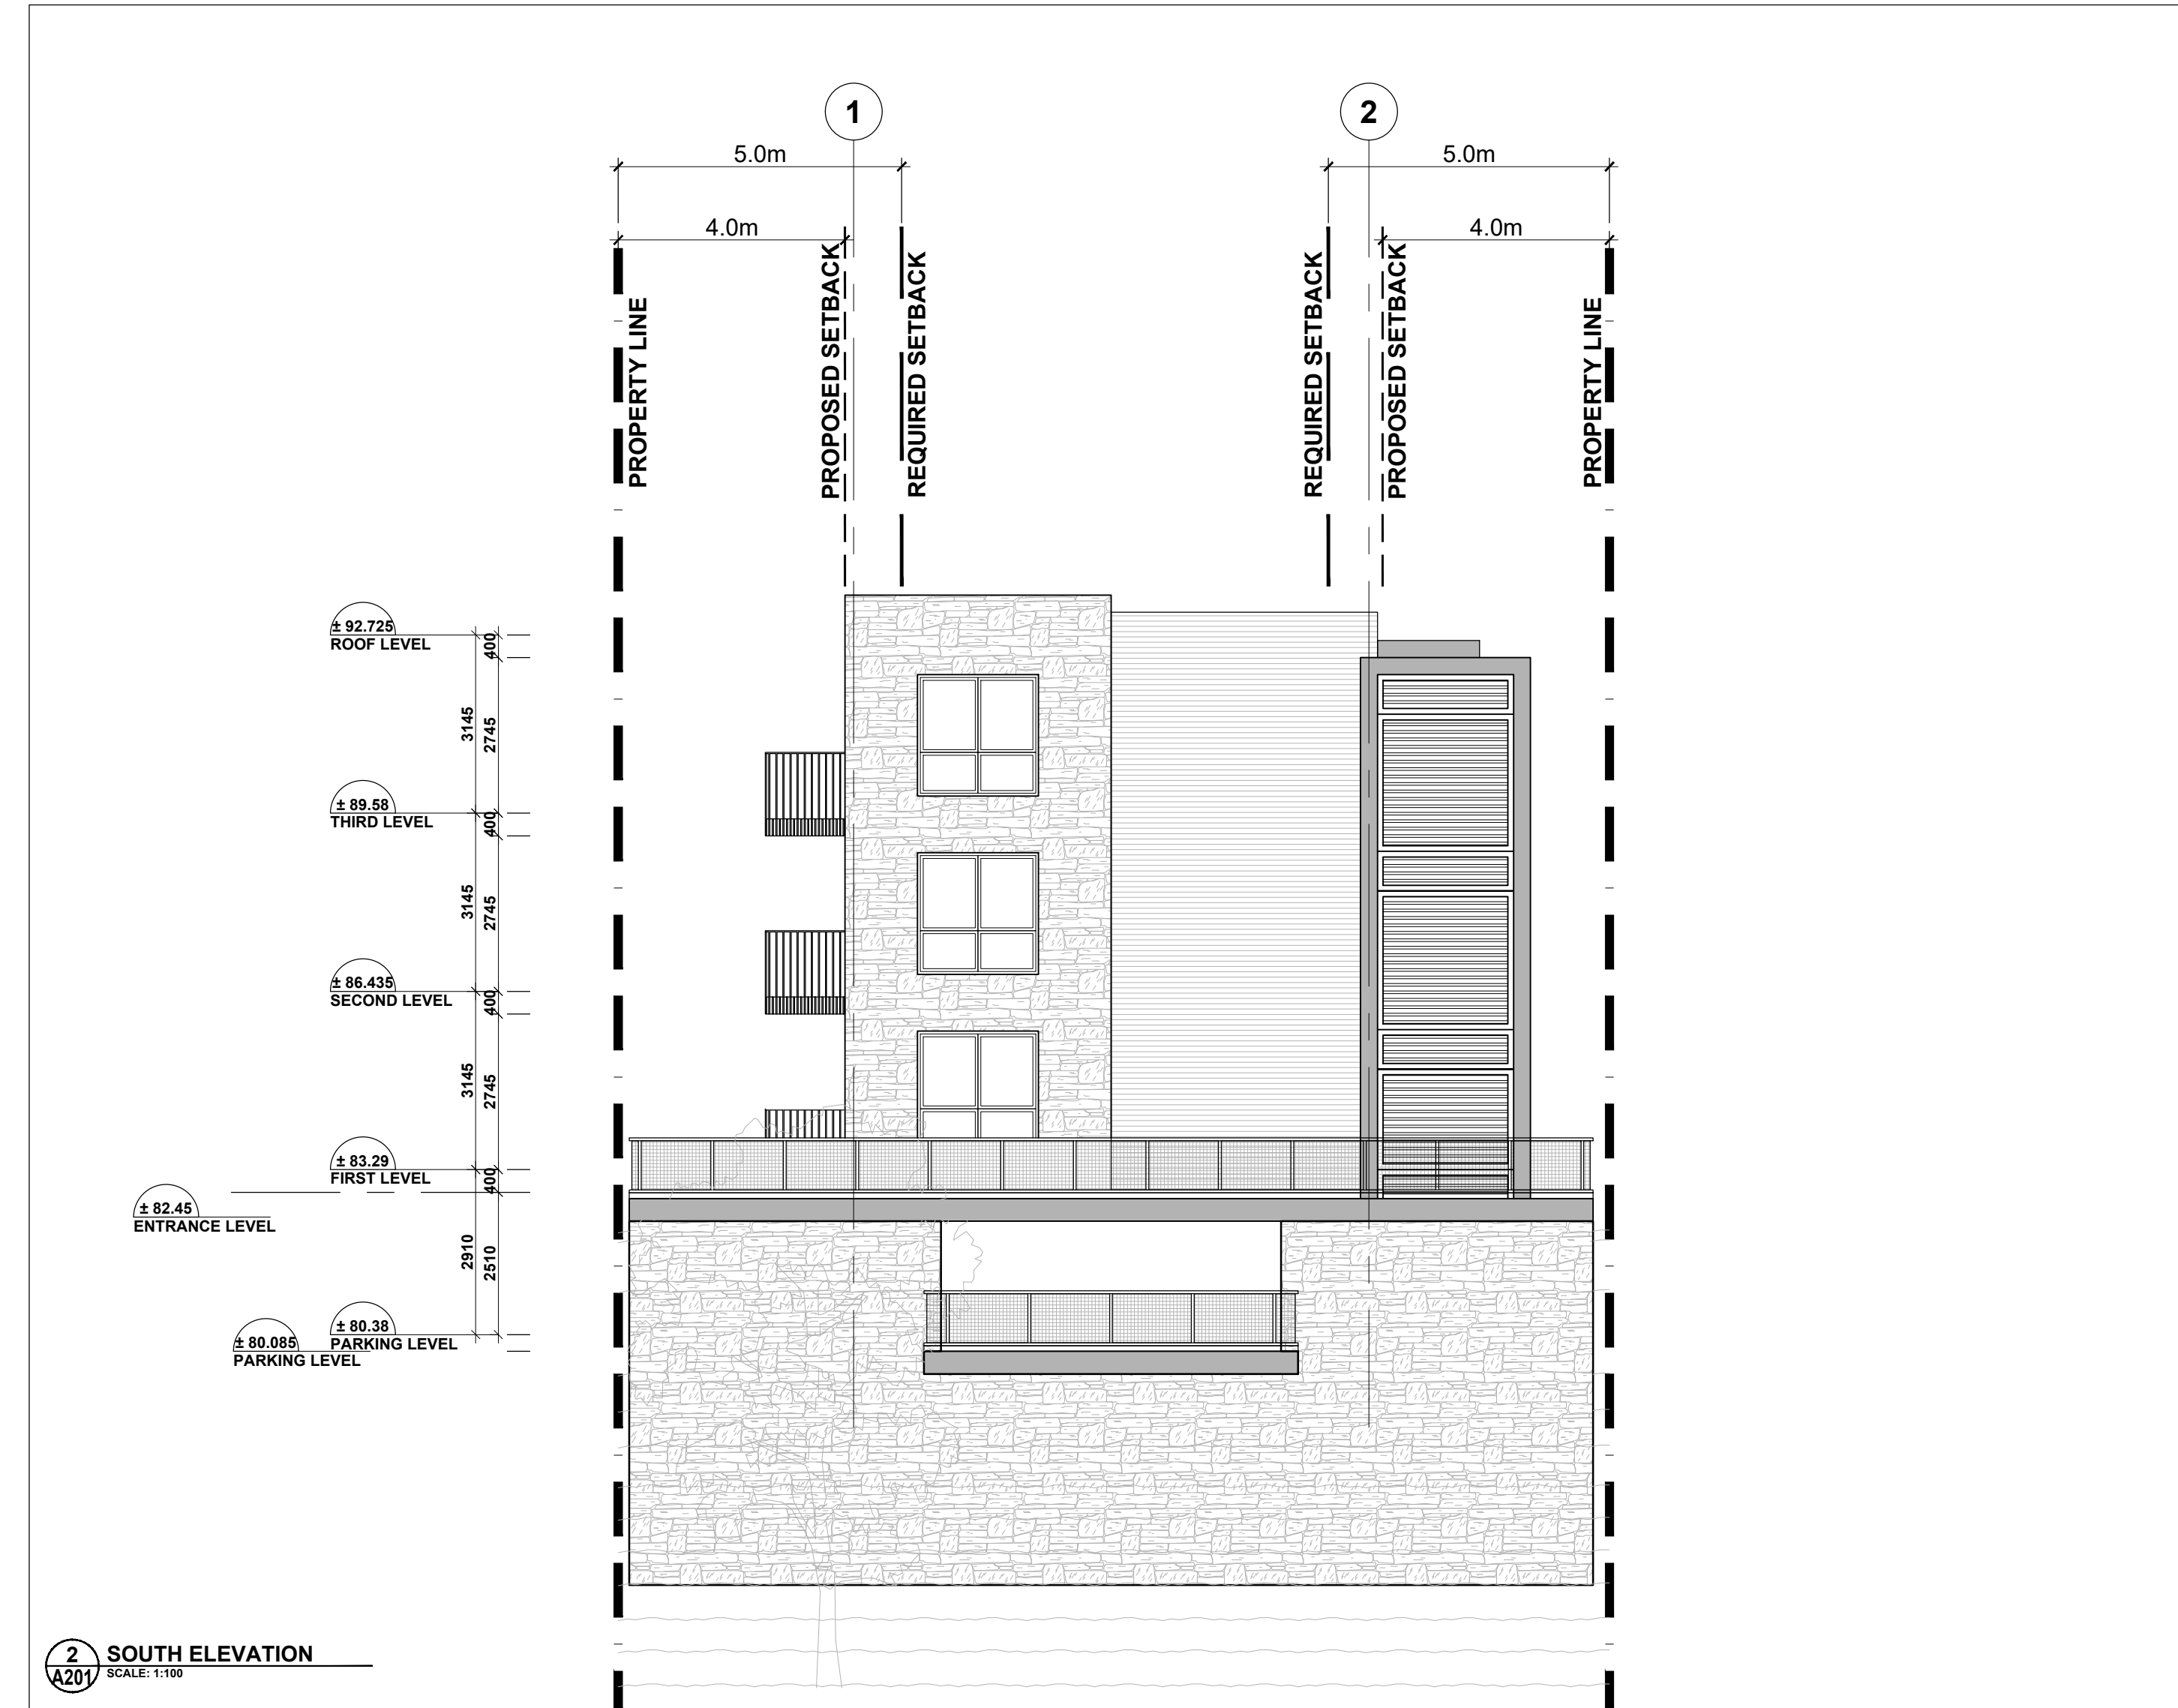 1
2
5.0m
5.0m
4.0m
4.0m
PROPERTY LINE
PROPOSED SETBACK
REQUIRED SETBACK
REQUIRED SETBACK
PROPOSED SETBACK
PROPERTY LINE
± 92.725
ROOF LEVEL
400
3145
2745
± 89.58
THIRD LEVEL
400
3145
2745
± 86.435
SECOND LEVEL
400
3145
2745
± 83.29
FIRST LEVEL
400
± 82.45
ENTRANCE LEVEL
2910
2510
± 80.38
PARKING LEVEL
± 80.085
PARKING LEVEL
2
A201
SOUTH ELEVATION
SCALE: 1:100